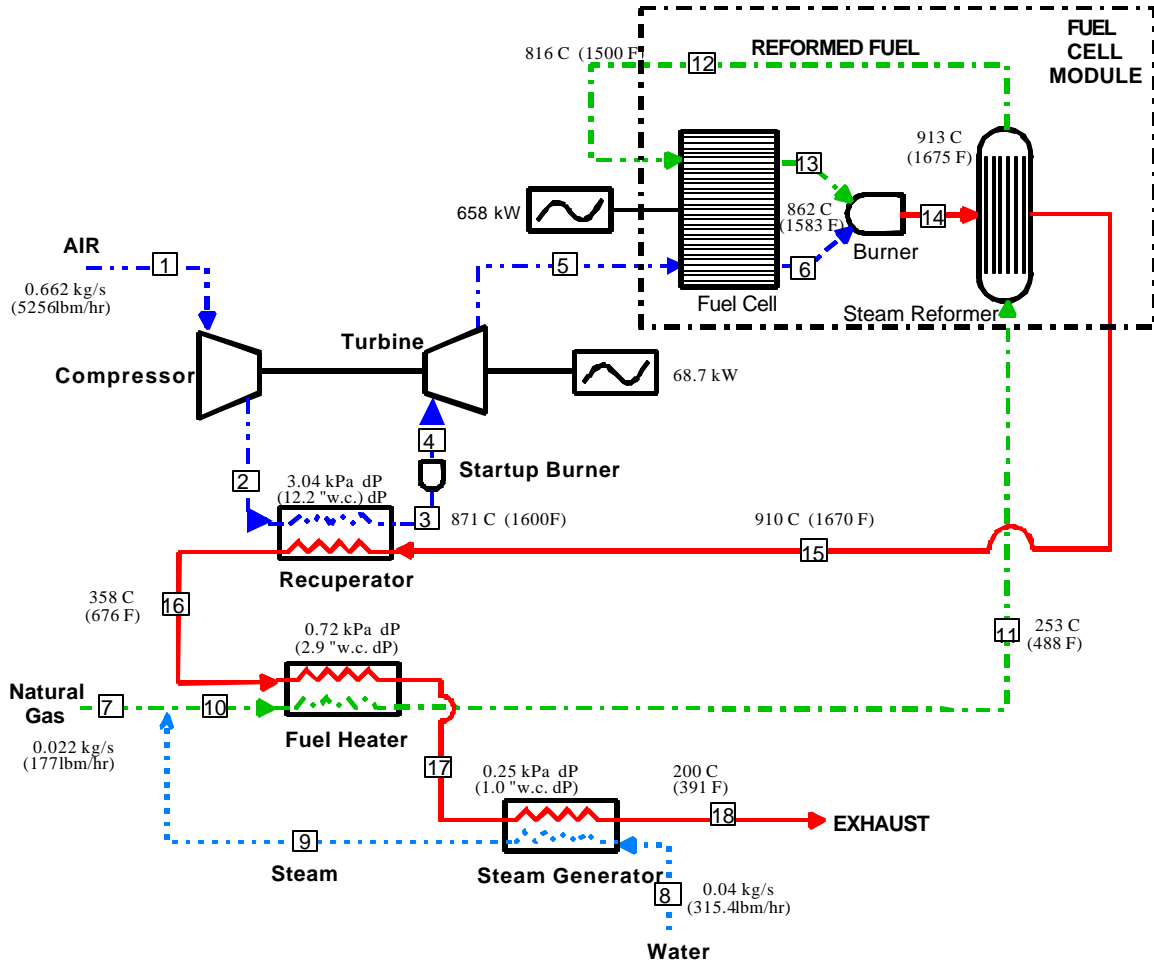 FUEL
CELL
MODULE
REFORMED FUEL
816 C (1500 F
12
913 C
(1675 F)
13
658 kW
862 C
(1583 F)
14
Burner
AIR
1
5
6
0.662 kg/s
(5256lbm/hr)
Fuel Cell
Steam Reformer
Turbine
Compressor
68.7 kW
4
Startup Burner
2
3.04 kPa dP
(12.2 "w.c.) dP
3
871 C (1600F)
910 C (1670 F)
15
Recuperator
358 C
(676 F)
16
0.72 kPa dP
(2.9 "w.c. dP)
11
253 C
(488 F)
Natural
Gas
7
10
Fuel Heater
0.022 kg/s
(177lbm/hr)
17
0.25 kPa dP
(1.0 "w.c. dP)
200 C
(391 F)
18
EXHAUST
9
Steam
Steam Generator
8
0.04 kg/s
(315.4lbm/hr)
Water